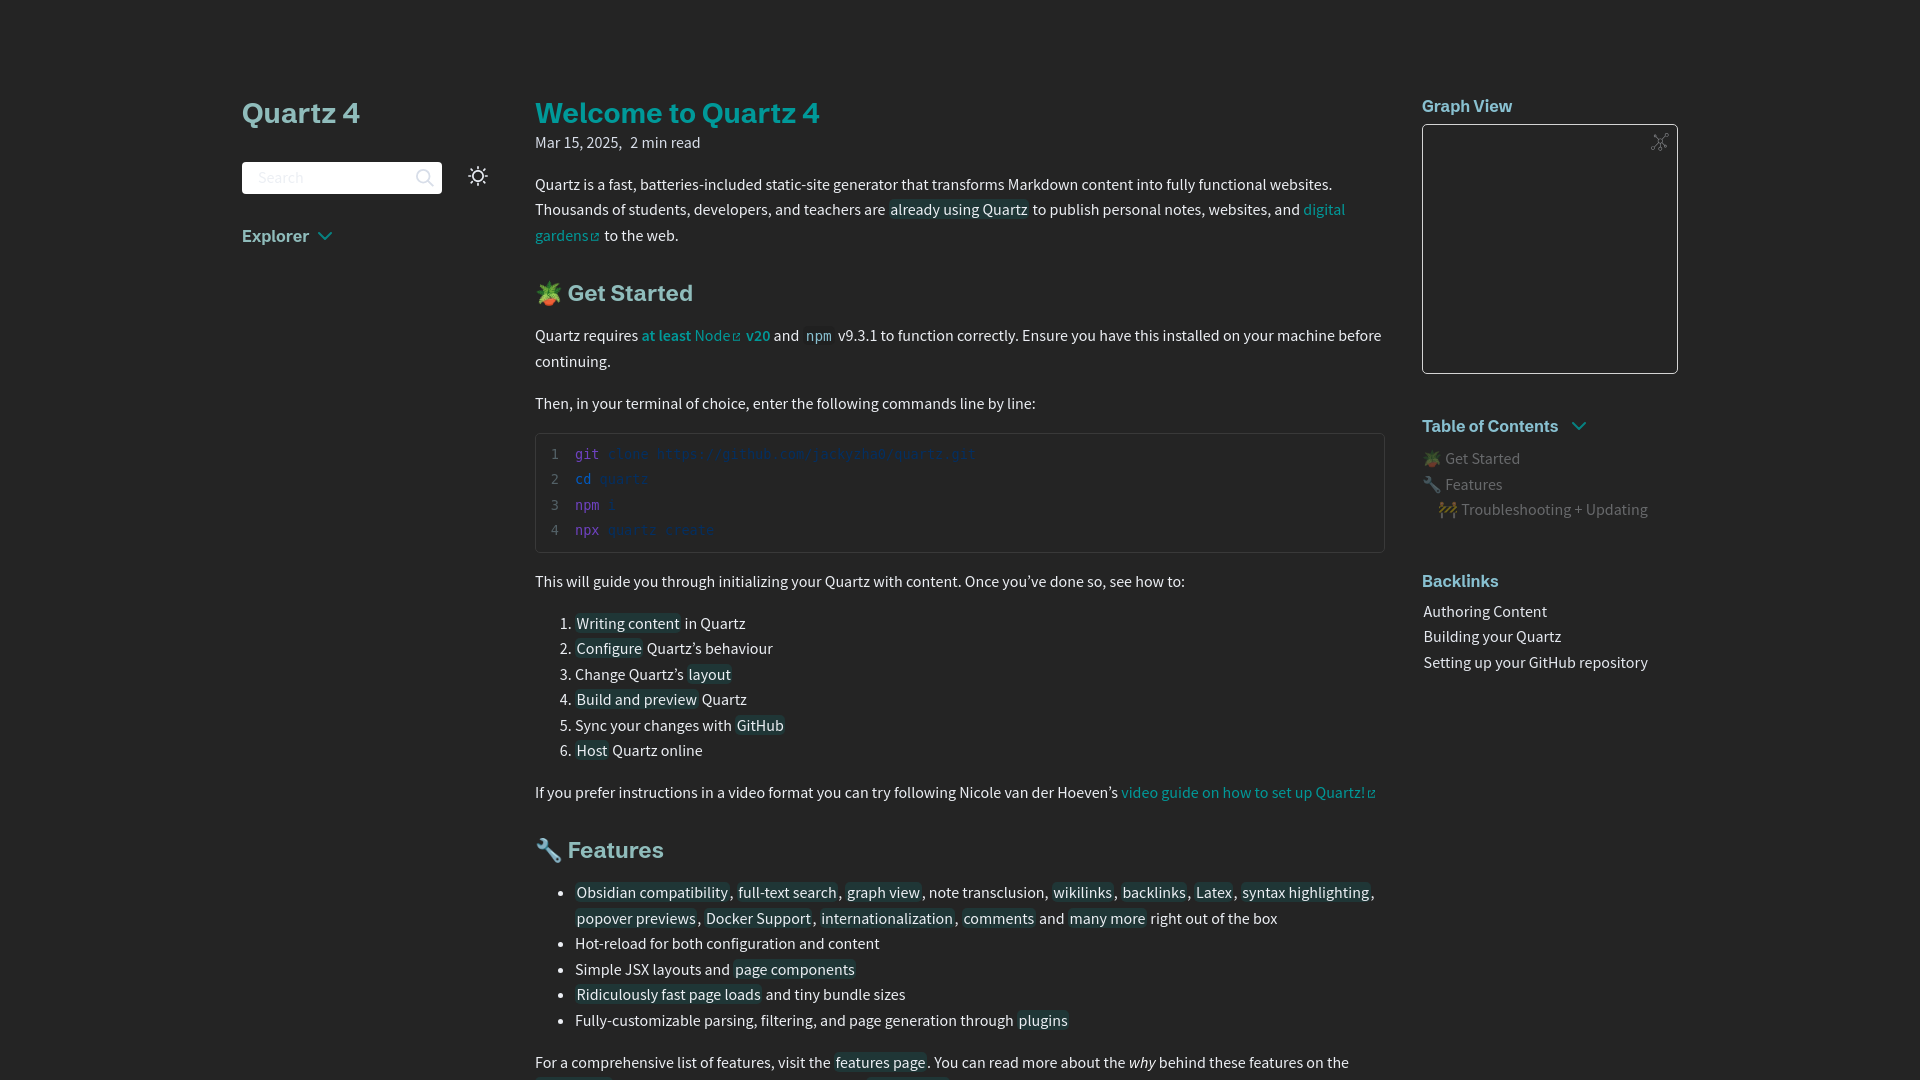 Quartz 4
Search
Explorer
Welcome to Quartz 4
Mar 15, 2025, 2 min read
Quartz is a fast, batteries-included static-site generator that transforms Markdown content into fully functional websites.
Thousands of students, developers, and teachers are already using Quartz to publish personal notes, websites, and digital
gardens to the web.
🪴 Get Started
Quartz requires at least Node v20 and npm v9.3.1 to function correctly. Ensure you have this installed on your machine before
continuing.
Then, in your terminal of choice, enter the following commands line by line:
1 git clone https://github.com/jackyzha0/quartz.git
2 cd quartz
3 npm i
4 npx quartz create
This will guide you through initializing your Quartz with content. Once you’ve done so, see how to:
1. Writing content in Quartz
2. Configure Quartz’s behaviour
3. Change Quartz’s layout
4. Build and preview Quartz
5. Sync your changes with GitHub
6. Host Quartz online
If you prefer instructions in a video format you can try following Nicole van der Hoeven’s video guide on how to set up Quartz!
🔧 Features
• Obsidian compatibility, full-text search, graph view, note transclusion, wikilinks, backlinks, Latex, syntax highlighting,
popover previews, Docker Support, internationalization, comments and many more right out of the box
• Hot-reload for both configuration and content
• Simple JSX layouts and page components
• Ridiculously fast page loads and tiny bundle sizes
• Fully-customizable parsing, filtering, and page generation through plugins
For a comprehensive list of features, visit the features page. You can read more about the why behind these features on the
Graph View
Table of Contents
🪴 Get Started
🔧 Features
🚧 Troubleshooting + Updating
Backlinks
Authoring Content
Building your Quartz
Setting up your GitHub repository